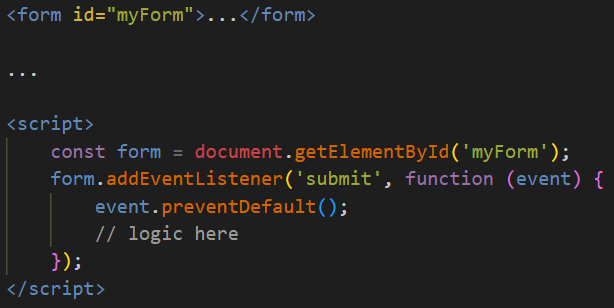 <form id="myForm">...</form>
...
<script>
    const form = document.getElementById('myForm');
    form.addEventListener('submit', function (event) {
        event.preventDefault();
        // logic here
    });
</script>